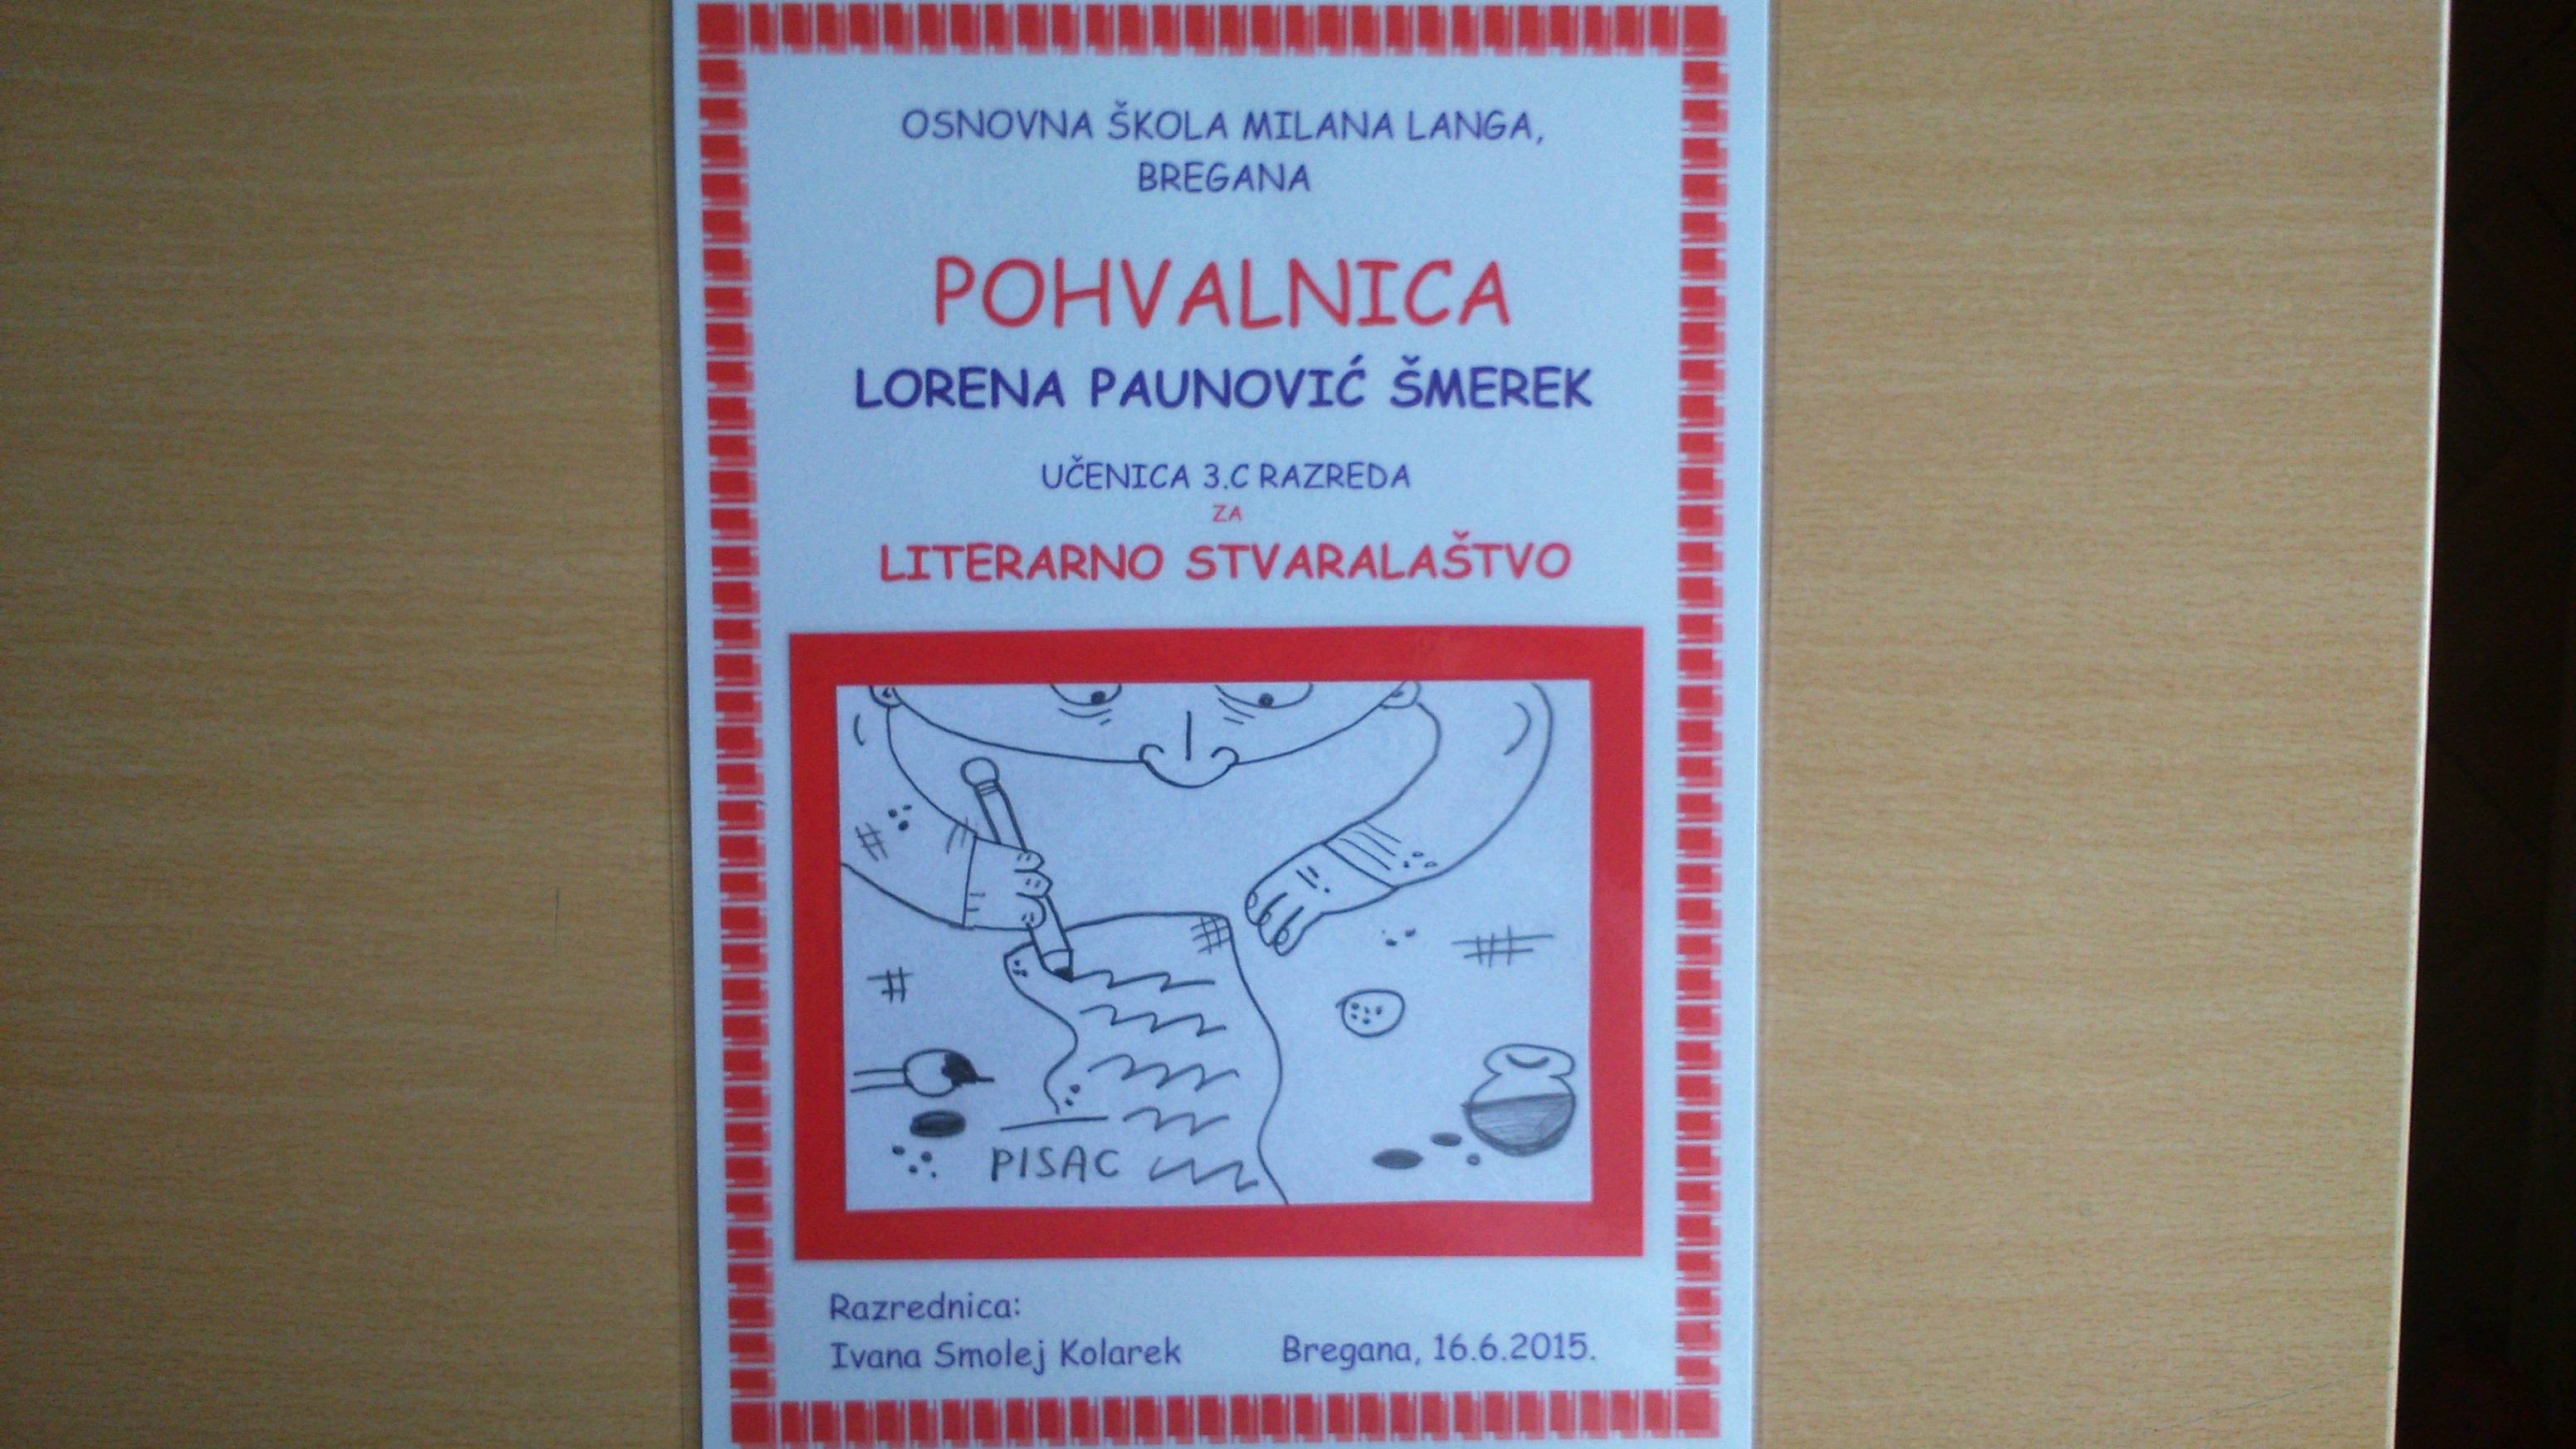 OSNOVNA ŠKOLA MILANA LANGA,
BREGANA
POHVALNICA
LORENA PAUNOVIĆ ŠMEREK
UČENICA 3.C RAZREDA
ZA
LITERARNO STVARALAŠTVO
PISAC
Razrednica:
Ivana Smolej Kolarek Bregana, 16.6.2015.